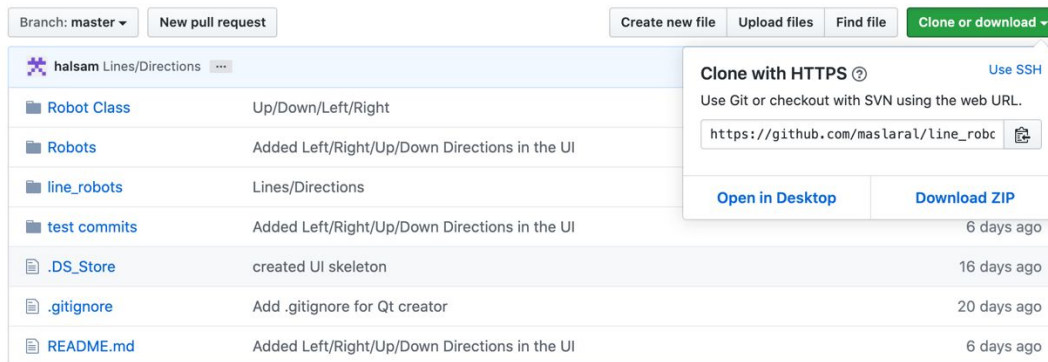 Branch: master
New pull request
Create new file
Upload files
Find file
Clone or download
halsam Lines/Directions ...
Clone with HTTPS ?
Use SSH
Use Git or checkout with SVN using the web URL.
https://github.com/maslaral/line_robo
Open in Desktop
Download ZIP
Robot Class Up/Down/Left/Right
Robots Added Left/Right/Up/Down Directions in the UI
line_robots Lines/Directions
test commits Added Left/Right/Up/Down Directions in the UI 6 days ago
.DS_Store created UI skeleton 16 days ago
.gitignore Add .gitignore for Qt creator 20 days ago
README.md Added Left/Right/Up/Down Directions in the UI 6 days ago